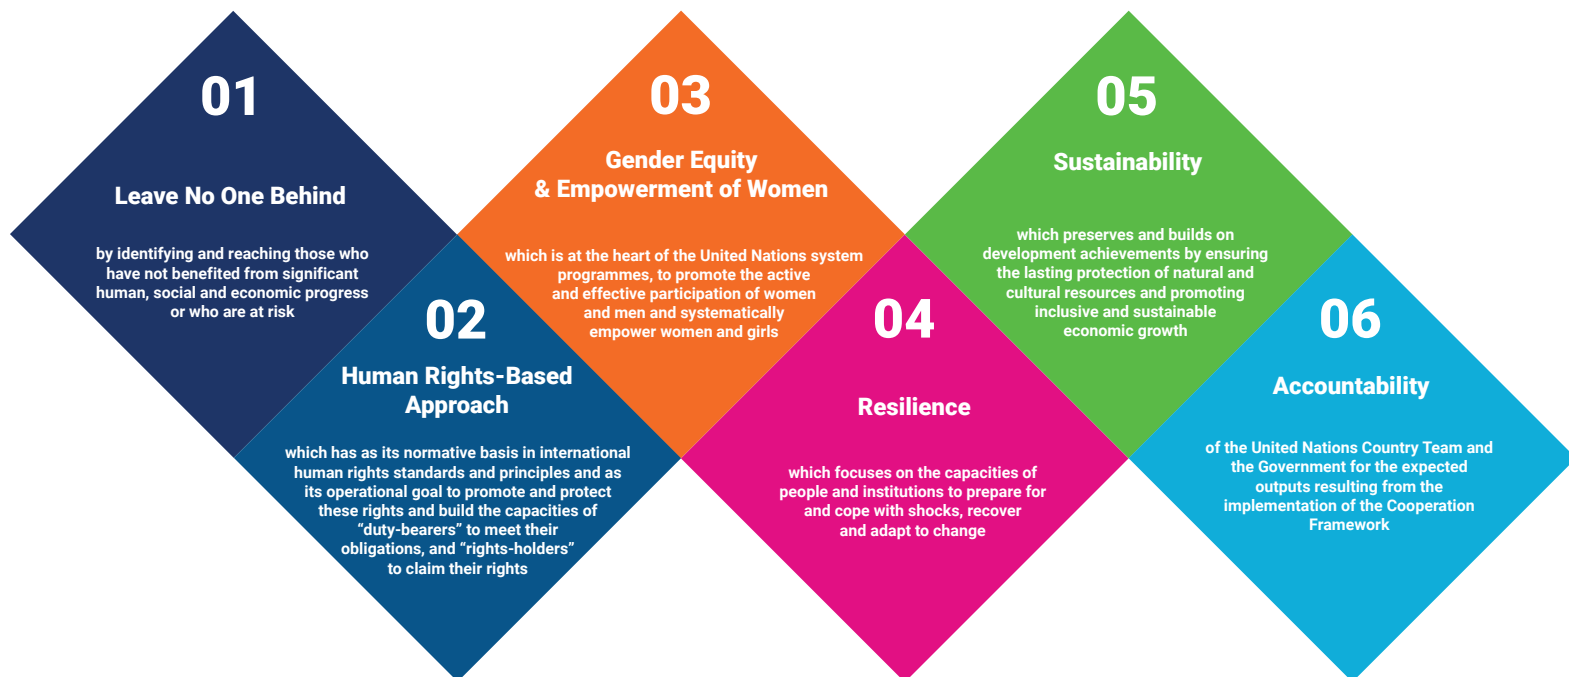 01
Leave No One Behind
by identifying and reaching those who
have not benefited from significant
human, social and economic progress
or who are at risk
02
Human Rights-Based
Approach
which has as its normative basis in international
human rights standards and principles and as
its operational goal to promote and protect
these rights and build the capacities of
“duty-bearers” to meet their
obligations, and “rights-holders”
to claim their rights
03
Gender Equity
& Empowerment of Women
which is at the heart of the United Nations system
programmes, to promote the active
and effective participation of women
and men and systematically
empower women and girls
04
Resilience
which focuses on the capacities of
people and institutions to prepare for
and cope with shocks, recover
and adapt to change
05
Sustainability
which preserves and builds on
development achievements by ensuring
the lasting protection of natural and
cultural resources and promoting
inclusive and sustainable
economic growth
06
Accountability
of the United Nations Country Team and
the Government for the expected
outputs resulting from the
implementation of the Cooperation
Framework